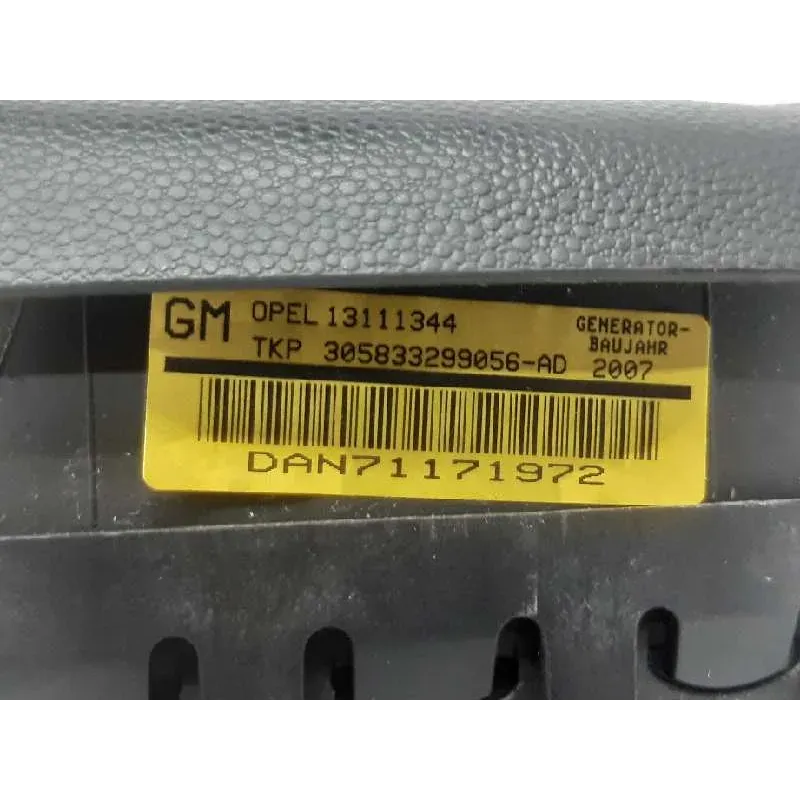 GM OPEL 13111344 GENERATOR-
BAUJAHR
TKP 305833299056-AD 2007
DAN71171972